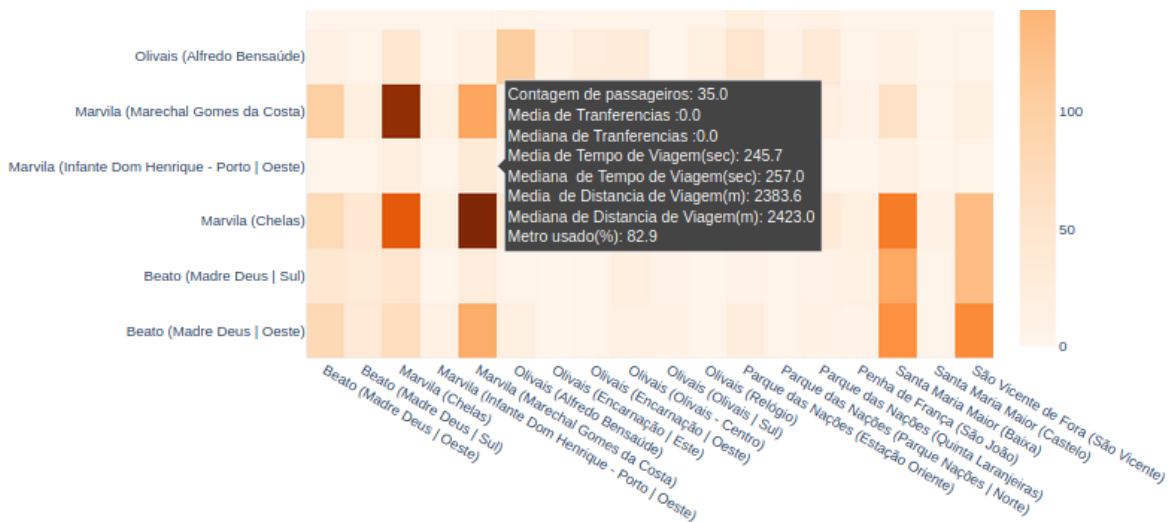 Olivais (Alfredo Bensaúde)
Marvila (Marechal Gomes da Costa)
Marvila (Infante Dom Henrique - Porto | Oeste)
Marvila (Chelas)
Beato (Madre Deus | Sul)
Beato (Madre Deus | Oeste)
Contagem de passageiros: 35.0
Media de Tranferencias :0.0
Mediana de Tranferencias :0.0
Media de Tempo de Viagem(sec): 245.7
Mediana  de Tempo de Viagem(sec): 257.0
Media  de Distancia de Viagem(m): 2383.6
Mediana de Distancia de Viagem(m): 2423.0
Metro usado(%): 82.9
100
50
0
Beato (Madre Deus | Oeste)
Beato (Madre Deus | Sul)
Marvila (Chelas)
Marvila (Infante Dom Henrique - Porto | Oeste)
Marvila (Marechal Gomes da Costa)
Olivais (Alfredo Bensaúde)
Olivais (Encarnação | Este)
Olivais (Encarnação | Oeste)
Olivais (Olivais - Centro)
Olivais (Olivais | Sul)
Olivais (Relógio)
Parque das Nações (Estação Oriente)
Parque das Nações (Parque Nações | Norte)
Parque das Nações (Quinta Laranjeiras)
Penha de França (São João)
Santa Maria Maior (Baixa)
Santa Maria Maior (Castelo)
São Vicente de Fora (São Vicente)